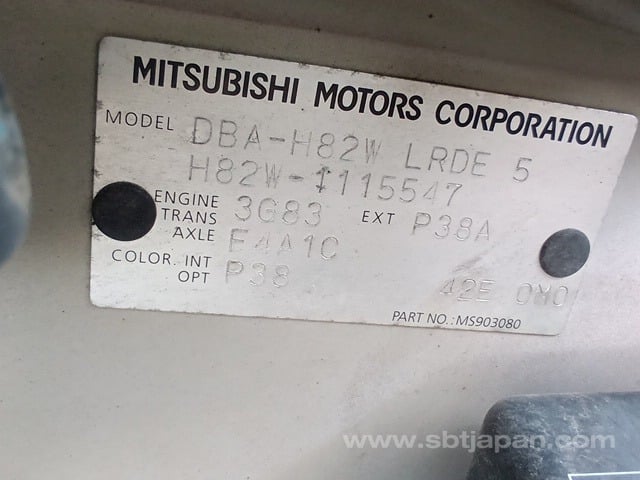 MITSUBISHI MOTORS CORPORATION
MODEL DBA-H82W LRDE 5
H82W-1115547
ENGINE 3G83 EXT P38A
TRANS
AXLE F4A1C
COLOR. INT
OPT P38 42E 0Y0
PART NO.: MS903080
www.sbtjapan.com